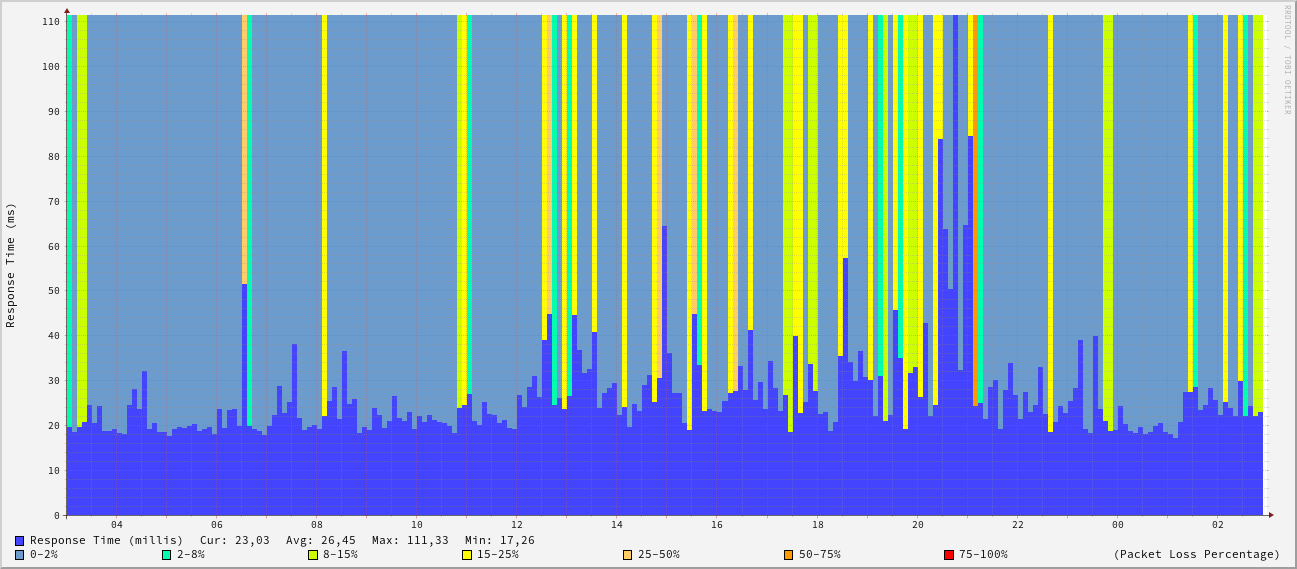 RRDTOOL / TOBI OETIKER
Response Time (ms)
110
100
90
80
70
60
50
40
30
20
10
0
04 06 08 10 12 14 16 18 20 22 00 02
Response Time (millis) Cur: 23,03 Avg: 26,45 Max: 111,33 Min: 17,26
0-2% 2-8% 8-15% 15-25% 25-50% 50-75% 75-100% (Packet Loss Percentage)